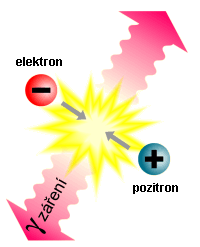 elektron
pozitron
γ záření